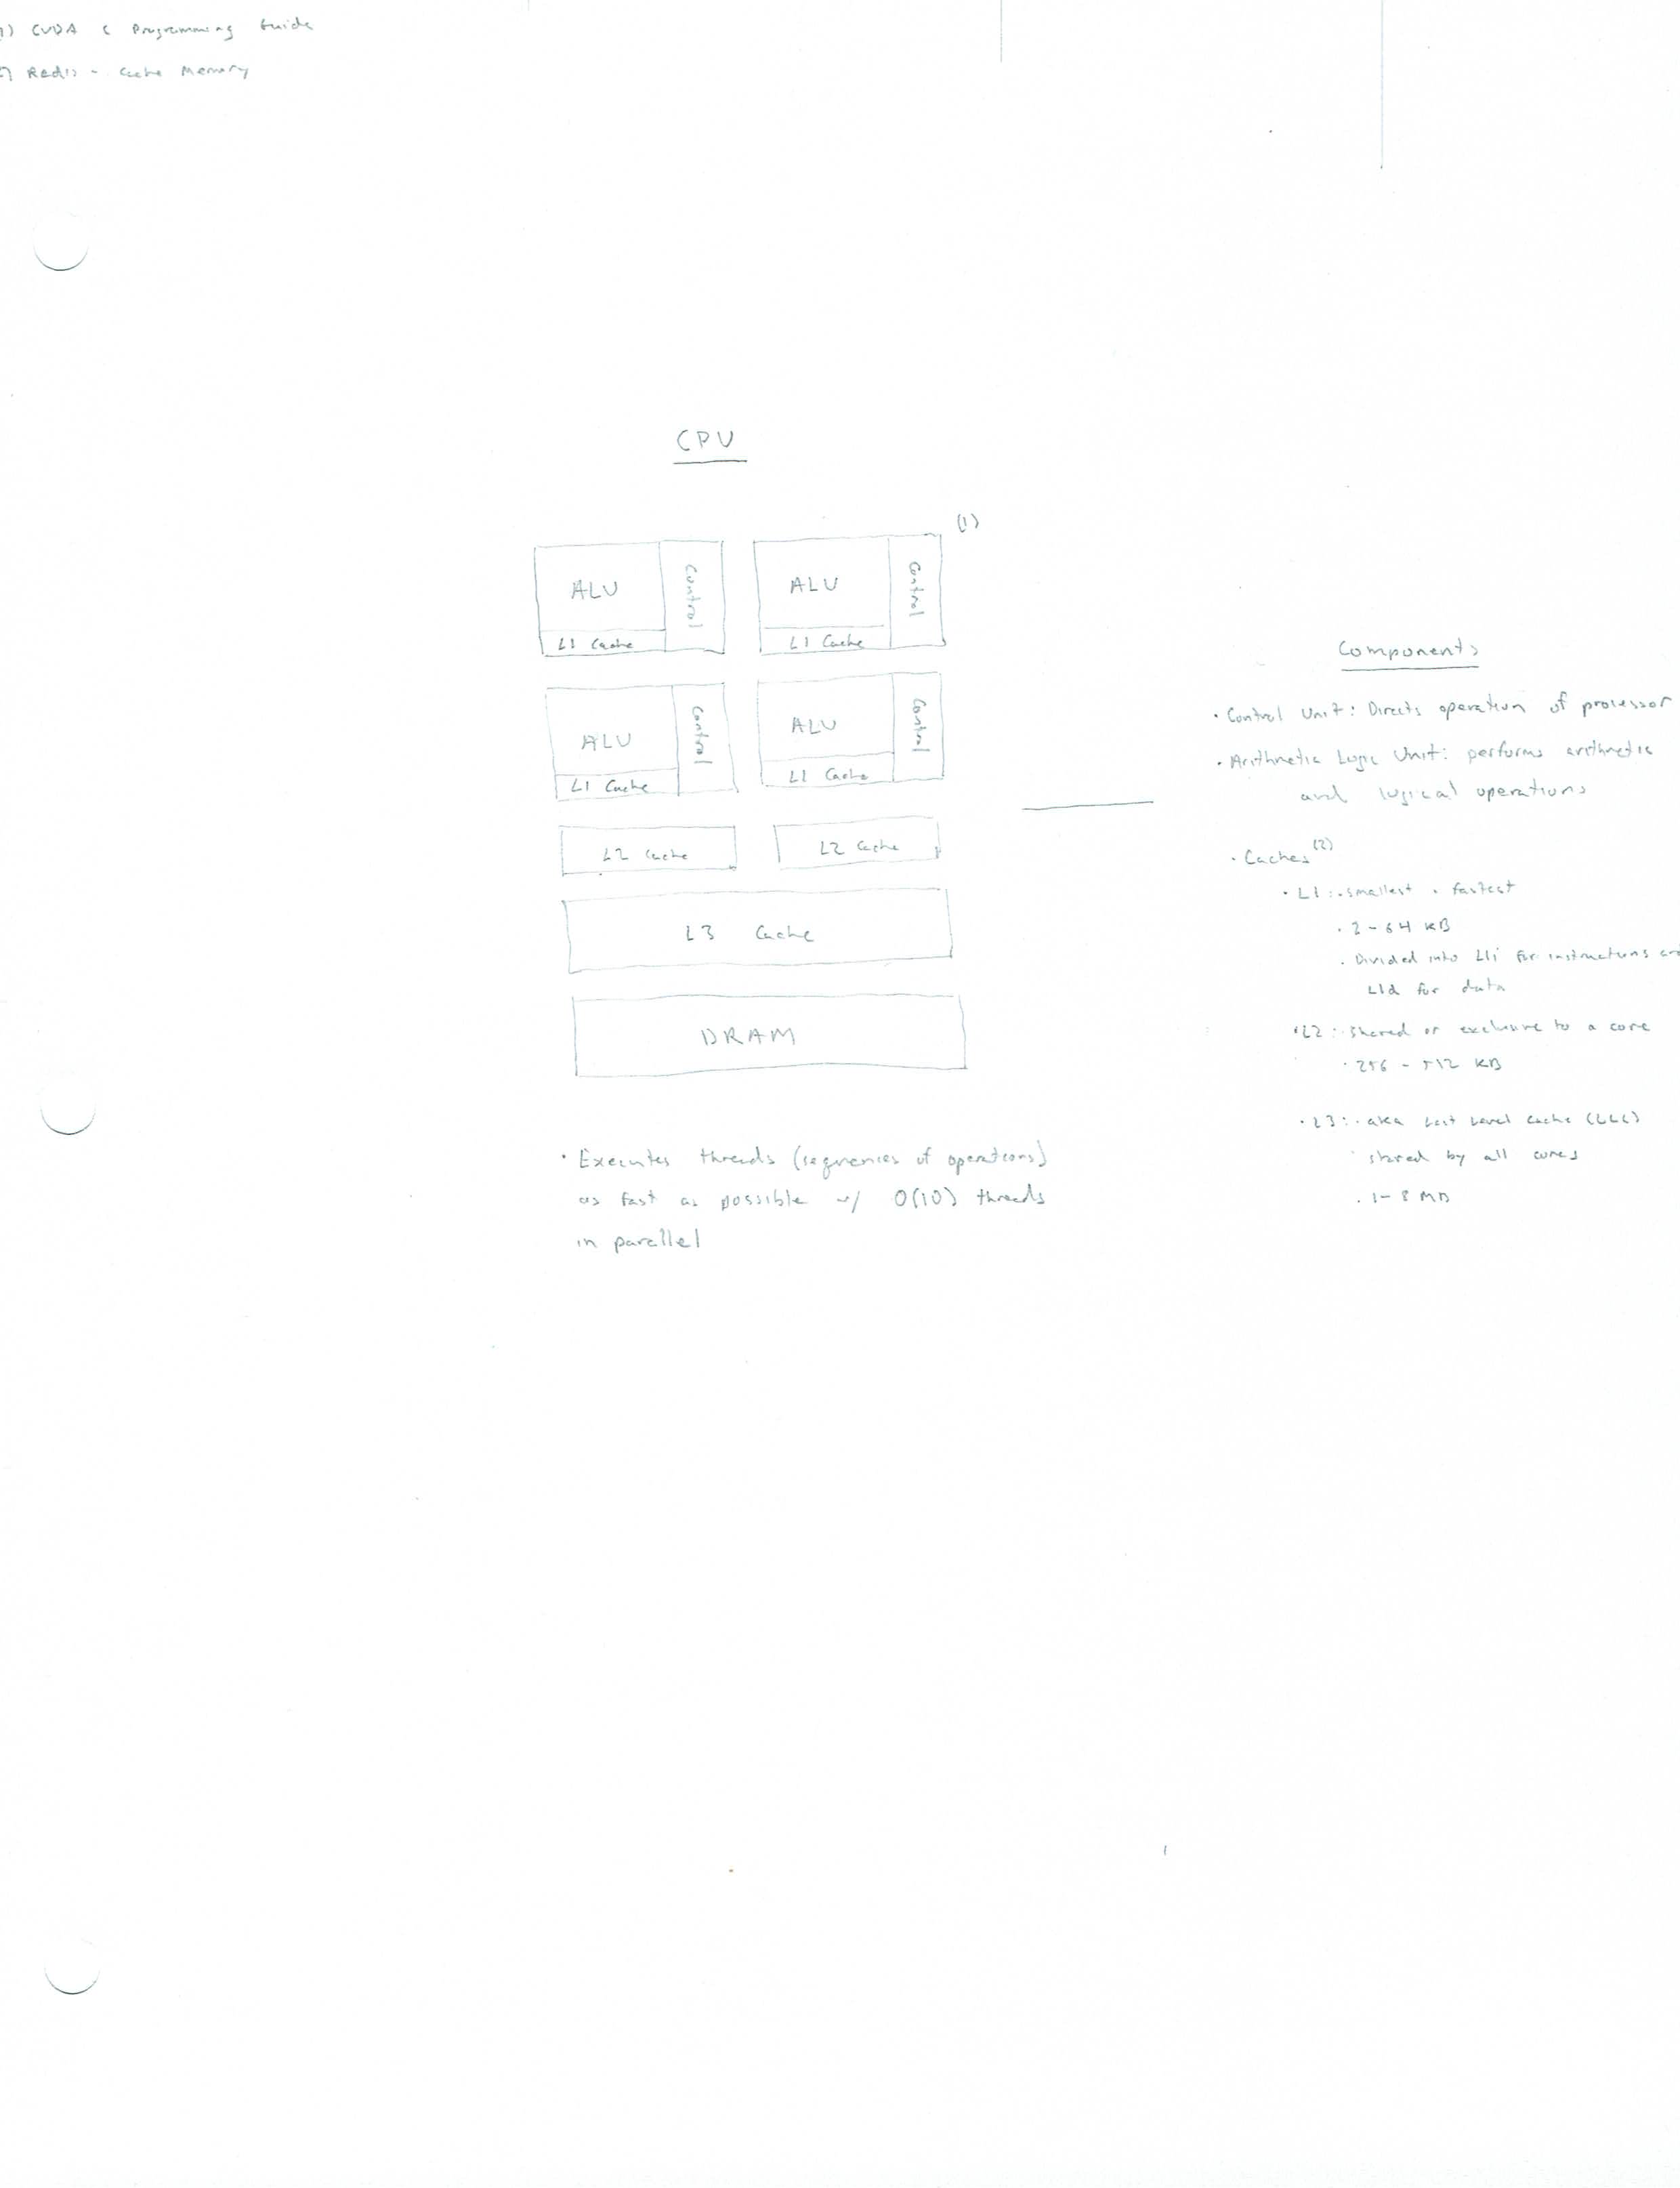 1) CUDA C Programming Guide
2) Redis - Cache Memory
CPU
(1)
ALU
Control
L1 Cache
ALU
Control
L1 Cache
ALU
Control
L1 Cache
ALU
Control
L1 Cache
L2 Cache
L2 Cache
L3 Cache
DRAM
· Executes threads (sequences of operations)
as fast as possible w/ O(10) threads
in parallel
Components
· Control Unit: Directs operation of processor
· Arithmetic Logic Unit: performs arithmetic
and logical operations
· Caches (2)
· L1: · smallest · fastest
· 2-64 KB
· Divided into L1i for instructions and
L1d for data
· L2: · shared or exclusive to a core
· 256 - 512 KB
· L3: · aka Last Level Cache (LLC)
· shared by all cores
· 1-8 MB